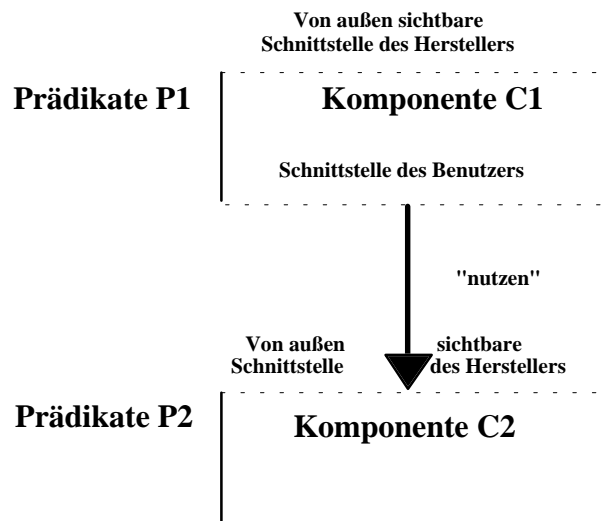 Von außen sichtbare
Schnittstelle des Herstellers
Prädikate P1 Komponente C1
Schnittstelle des Benutzers
"nutzen"
Von außen sichtbare
Schnittstelle des Herstellers
Prädikate P2 Komponente C2